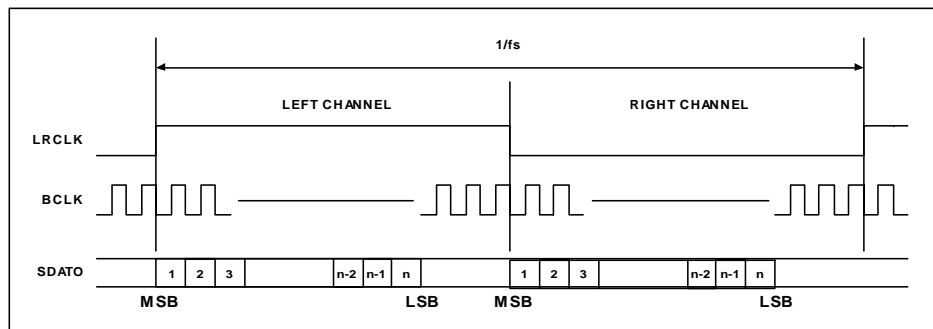 1/fs
LEFT CHANNEL RIGHT CHANNEL
LRCLK
BCLK
SDATO 1 2 3 n-2 n-1 n 1 2 3 n-2 n-1 n
MSB LSB MSB LSB